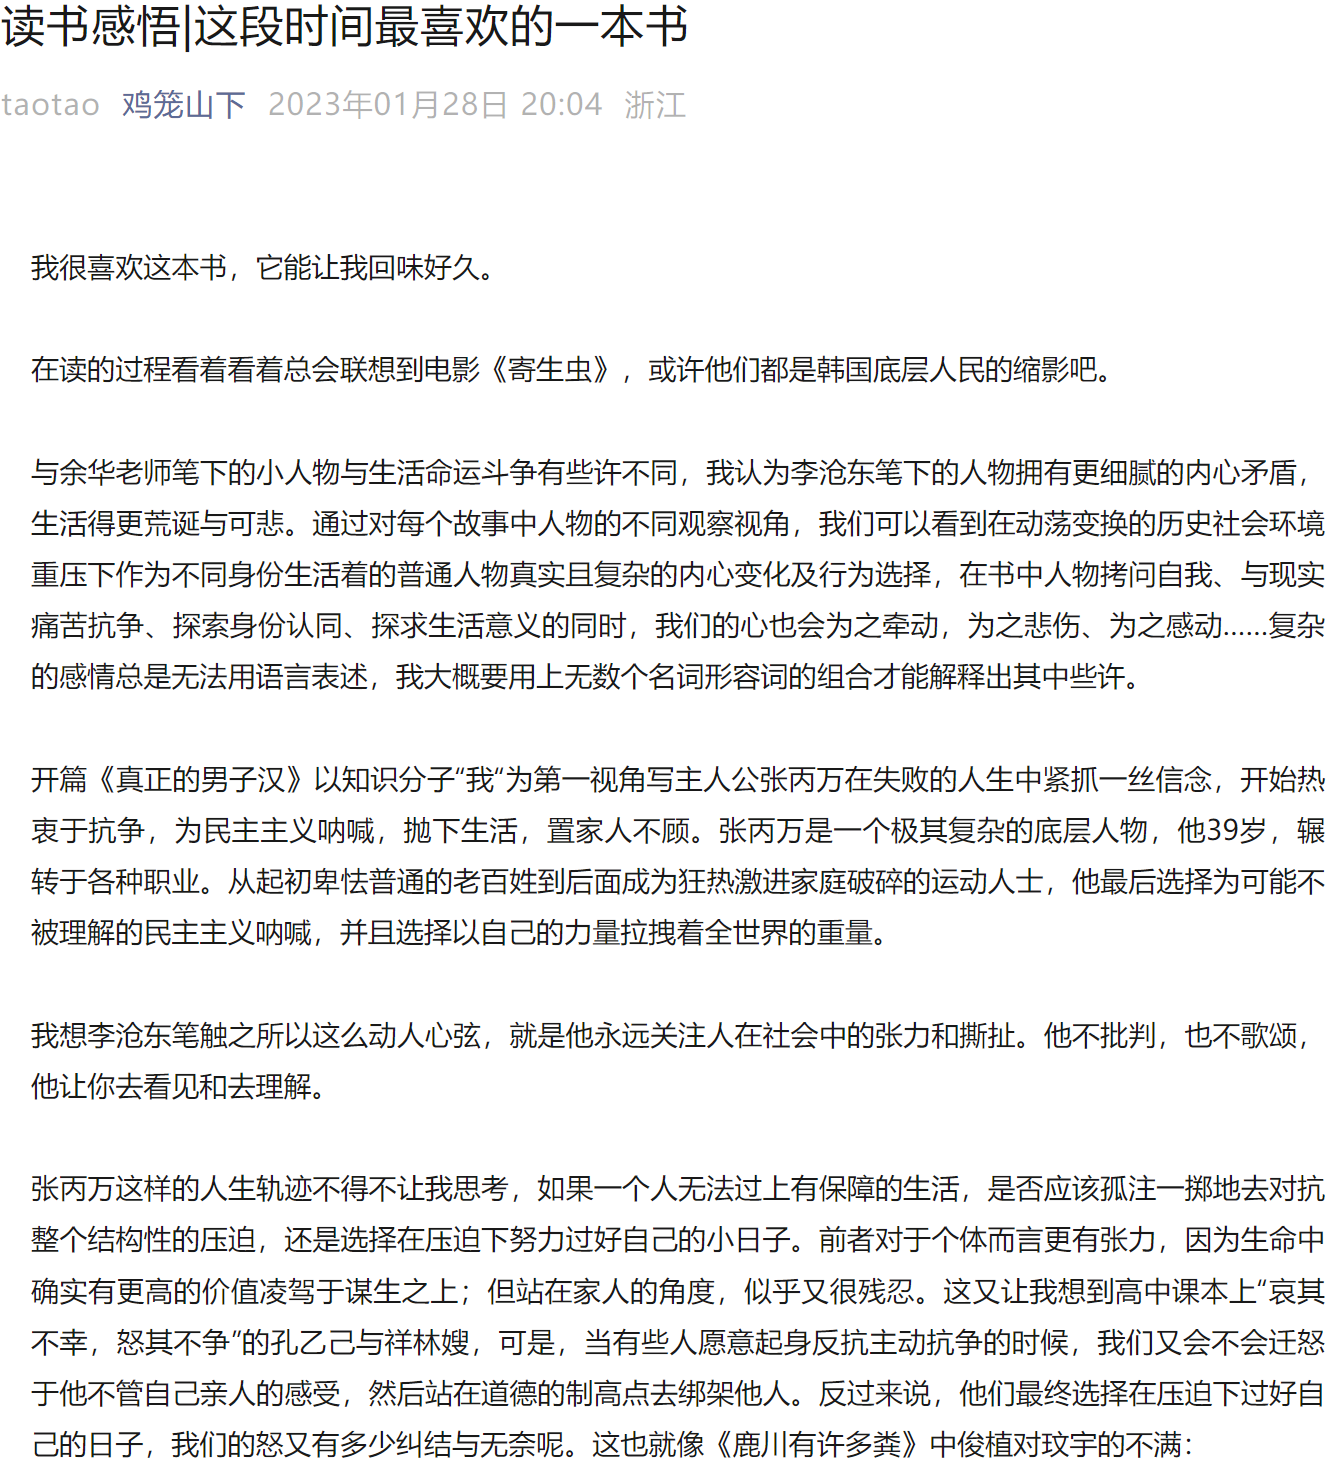 读书感悟|这段时间最喜欢的一本书
taotao 鸡笼山下 2023年01月28日 20:04 浙江
我很喜欢这本书，它能让我回味好久。
在读的过程看着看着总会联想到电影《寄生虫》，或许他们都是韩国底层人民的缩影吧。
与余华老师笔下的小人物与生活命运斗争有些许不同，我认为李沧东笔下的人物拥有更细腻的内心矛盾，
生活得更荒诞与可悲。通过对每个故事中人物的不同观察视角，我们可以看到在动荡变换的历史社会环境
重压下作为不同身份生活着的普通人物真实且复杂的内心变化及行为选择，在书中人物拷问自我、与现实
痛苦抗争、探索身份认同、探求生活意义的同时，我们的心也会为之牵动，为之悲伤、为之感动......复杂
的感情总是无法用语言表述，我大概要用上无数个名词形容词的组合才能解释出其中些许。
开篇《真正的男子汉》以知识分子“我“为第一视角写主人公张丙万在失败的人生中紧抓一丝信念，开始热
衷于抗争，为民主主义呐喊，抛下生活，置家人不顾。张丙万是一个极其复杂的底层人物，他39岁，辗
转于各种职业。从起初卑怯普通的老百姓到后面成为狂热激进家庭破碎的运动人士，他最后选择为可能不
被理解的民主主义呐喊，并且选择以自己的力量拉拽着全世界的重量。
我想李沧东笔触之所以这么动人心弦，就是他永远关注人在社会中的张力和撕扯。他不批判，也不歌颂，
他让你去看见和去理解。
张丙万这样的人生轨迹不得不让我思考，如果一个人无法过上有保障的生活，是否应该孤注一掷地去对抗
整个结构性的压迫，还是选择在压迫下努力过好自己的小日子。前者对于个体而言更有张力，因为生命中
确实有更高的价值凌驾于谋生之上；但站在家人的角度，似乎又很残忍。这又让我想到高中课本上“哀其
不幸，怒其不争”的孔乙己与祥林嫂，可是，当有些人愿意起身反抗主动抗争的时候，我们又会不会迁怒
于他不管自己亲人的感受，然后站在道德的制高点去绑架他人。反过来说，他们最终选择在压迫下过好自
己的日子，我们的怒又有多少纠结与无奈呢。这也就像《鹿川有许多粪》中俊植对玟宇的不满：